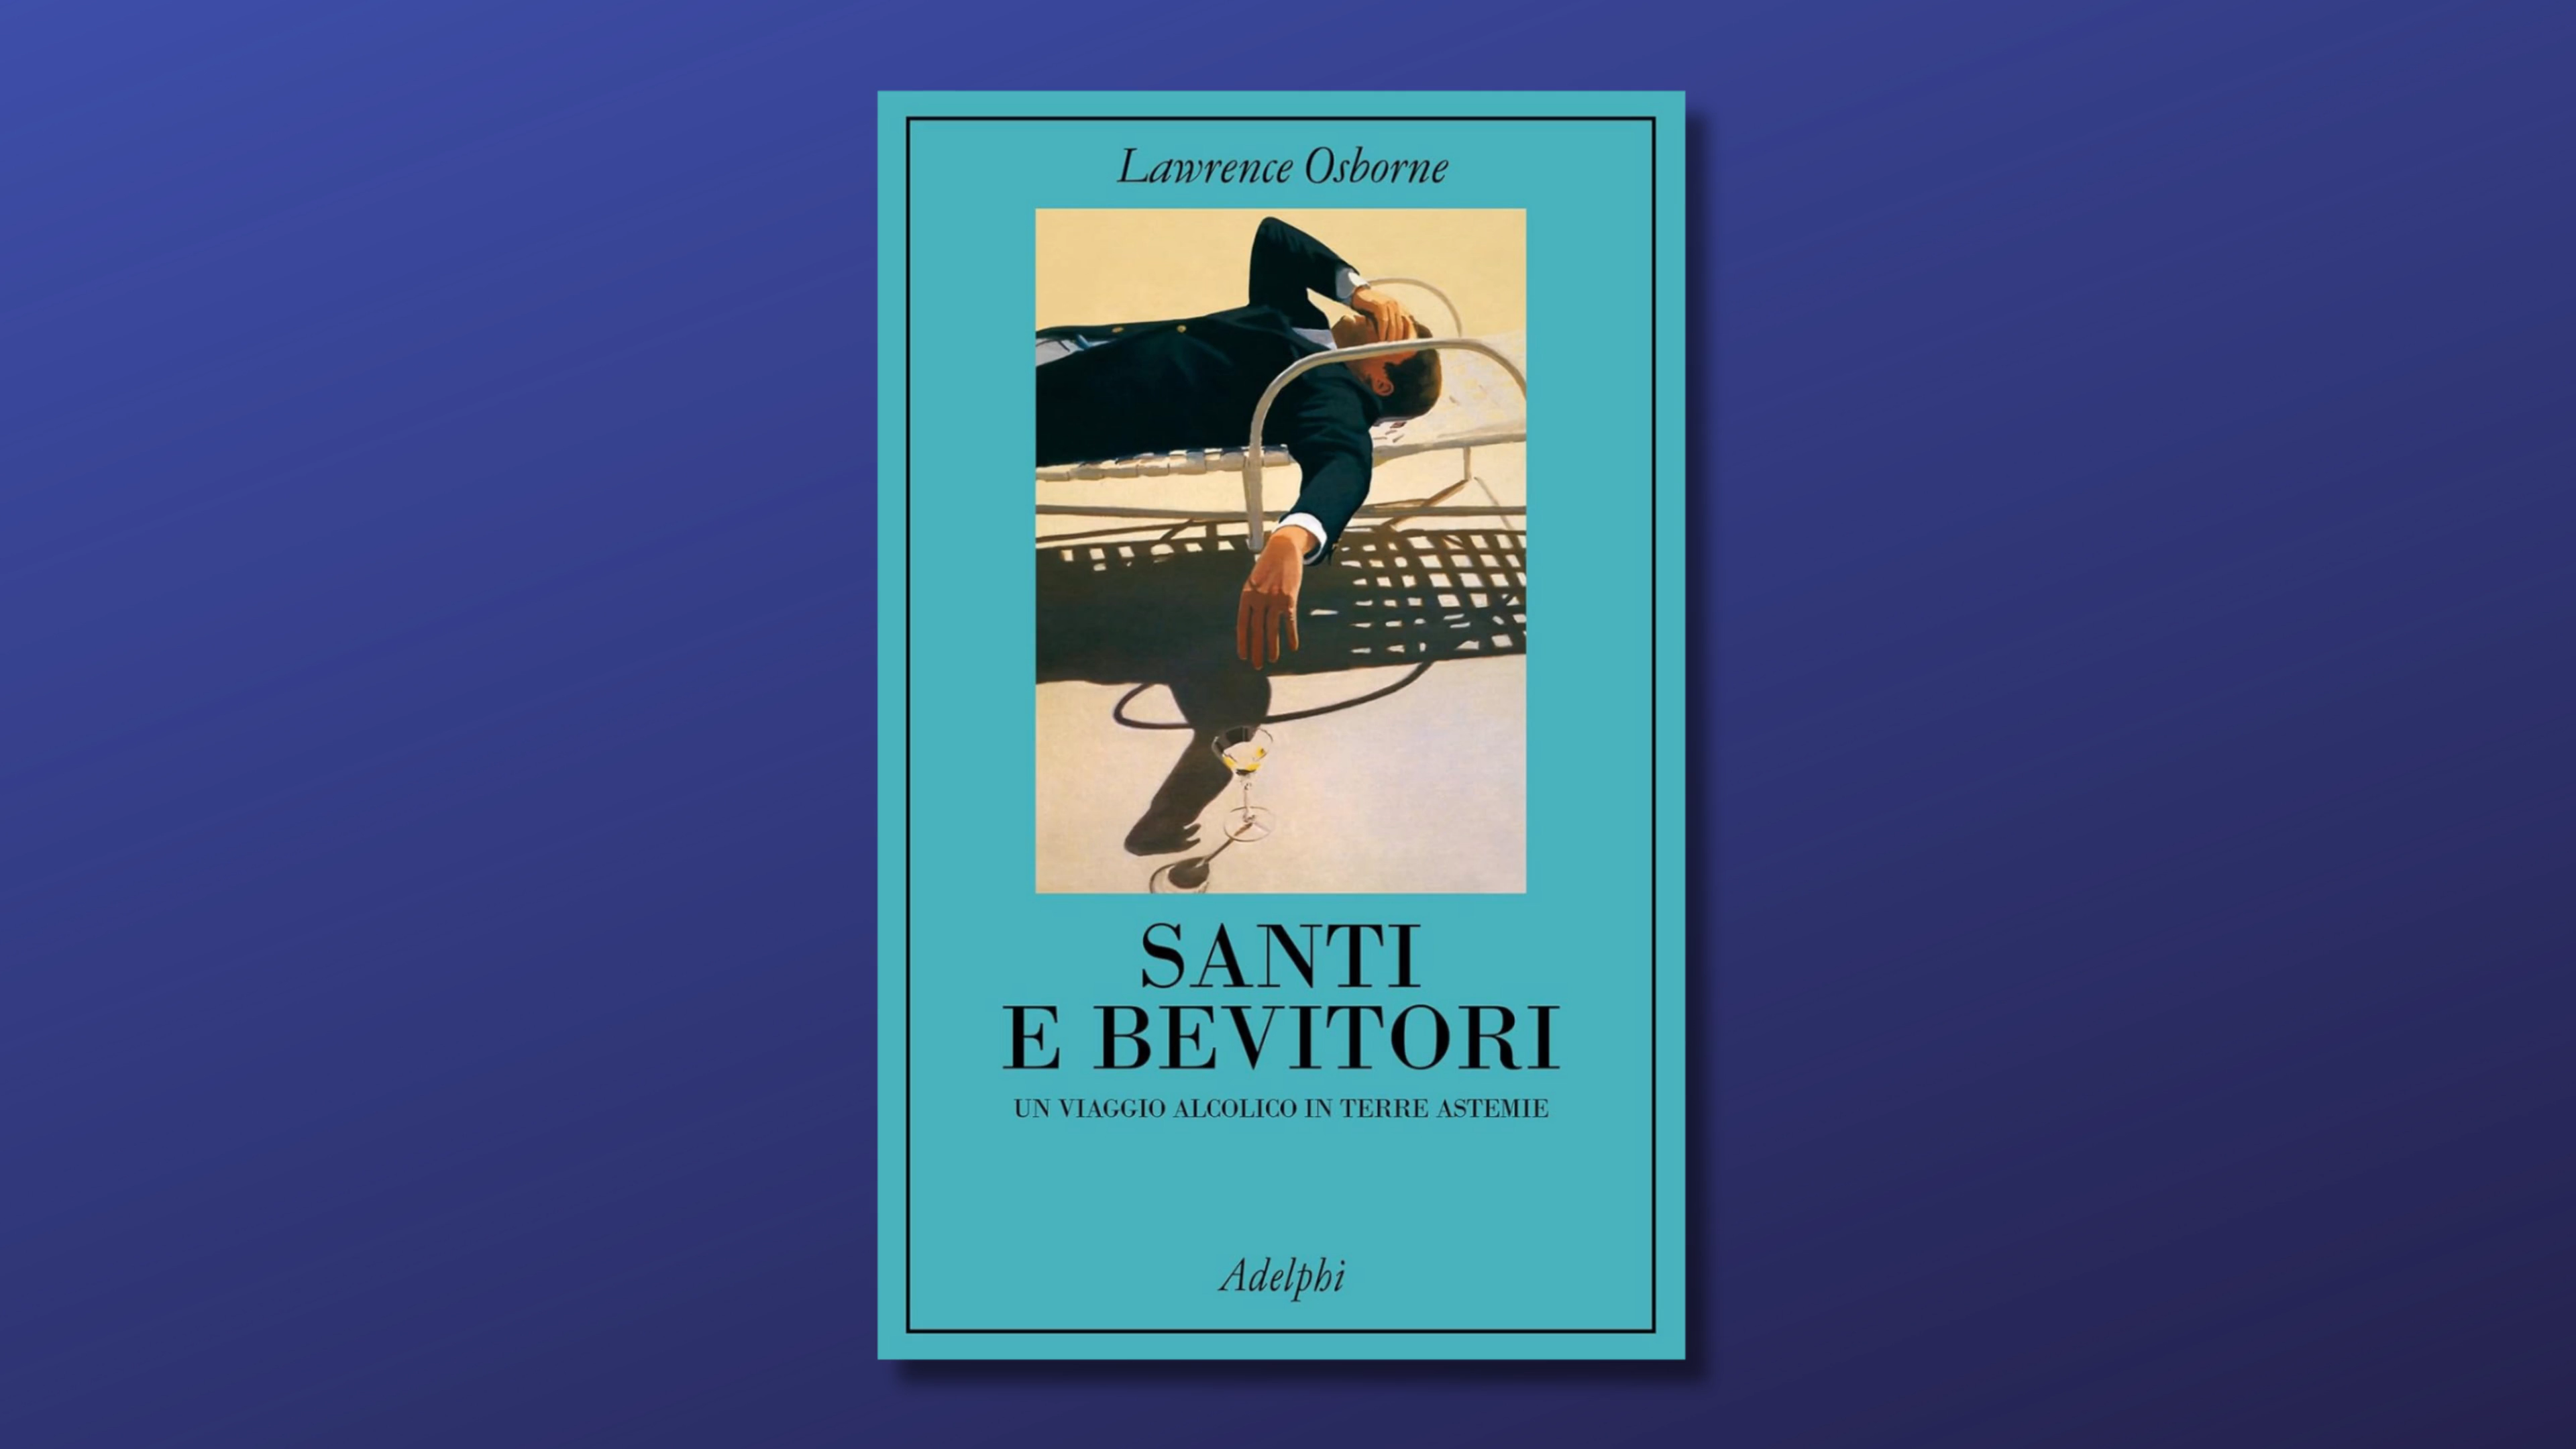 Lawrence Osborne
SANTI
E BEVITORI
UN VIAGGIO ALCOLICO IN TERRE ASTEMIE
Adelphi